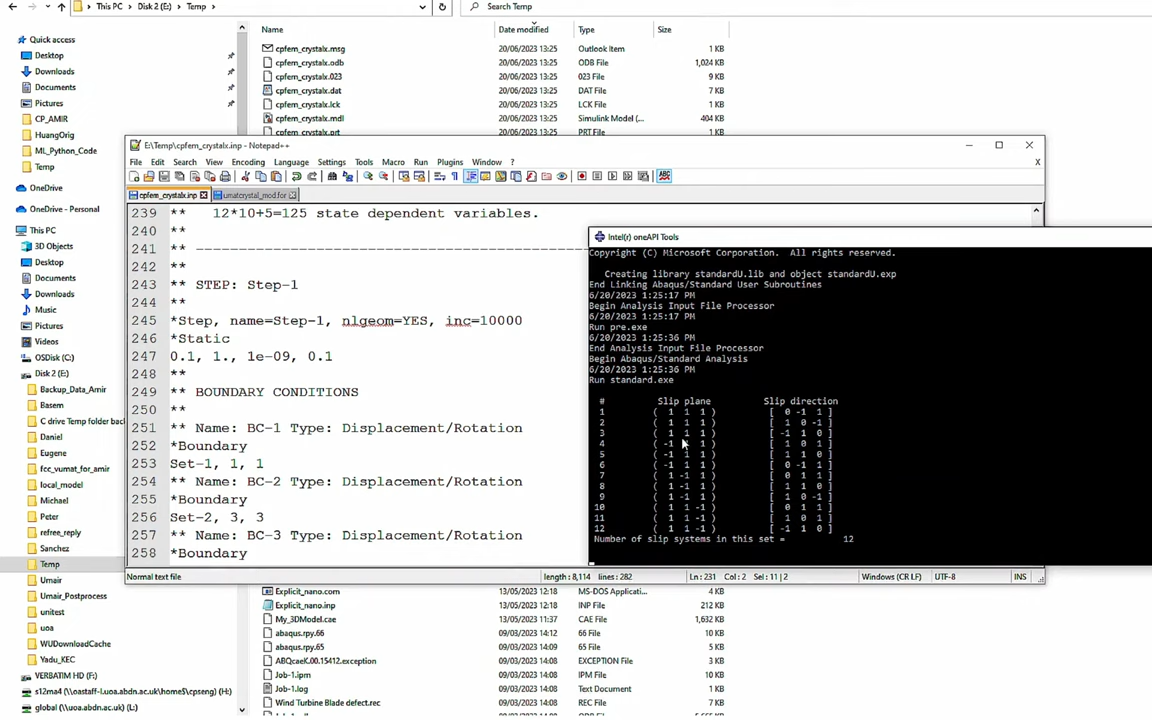 This PC > Disk 2 (E:) > Temp >
Search Temp
Name Date modified Type Size
Quick access
Desktop
Downloads
Documents
Pictures
CP_AMIR
HuangOrig
ML_Python_Code
Temp
OneDrive
OneDrive - Personal
This PC
3D Objects
Desktop
Documents
Downloads
Music
Pictures
Videos
OSDisk (C:)
Disk 2 (E:)
Backup_Data_Amir
Basem
C drive Temp folder back
Daniel
Eugene
fcc_vumat_for_amir
local_model
Michael
Peter
refree_reply
Sanchez
Temp
Umair
Umair_Postprocess
unitest
uoa
WUDownloadCache
Yadu_KEC
VERBATIM HD (F:)
s12ma4 (\\oastaff-l.uoa.abdn.ac.uk\home$\cpseng) (H:)
global (\\uoa.abdn.ac.uk) (L:)
cpfem_crystalx.msg 20/06/2023 13:25 Outlook Item 1 KB
cpfem_crystalx.odb 20/06/2023 13:25 ODB File 1,024 KB
cpfem_crystalx.023 20/06/2023 13:25 023 File 9 KB
cpfem_crystalx.dat 20/06/2023 13:25 DAT File 7 KB
cpfem_crystalx.lck 20/06/2023 13:25 LCK File 1 KB
cpfem_crystalx.mdl 20/06/2023 13:25 Simulink Model (... 404 KB
cpfem_crystalx.prt 20/06/2023 13:25 PRT File 1 KB
E:\Temp\cpfem_crystalx.inp - Notepad++
File Edit Search View Encoding Language Settings Tools Macro Run Plugins Window ? X
cpfem_crystalx.inp umatcrystal_mod.for
239 ** 12*10+5=125 state dependent variables.
240 **
241 ** ----------------------------------------
242 **
243 ** STEP: Step-1
244 **
245 *Step, name=Step-1, nlgeom=YES, inc=10000
246 *Static
247 0.1, 1., 1e-09, 0.1
248 **
249 ** BOUNDARY CONDITIONS
250 **
251 ** Name: BC-1 Type: Displacement/Rotation
252 *Boundary
253 Set-1, 1, 1
254 ** Name: BC-2 Type: Displacement/Rotation
255 *Boundary
256 Set-2, 3, 3
257 ** Name: BC-3 Type: Displacement/Rotation
258 *Boundary
Normal text file length : 8,114 lines : 282 Ln : 231 Col : 2 Sel : 11 | 2 Windows (CR LF) UTF-8 INS
Intel(r) oneAPI Tools
Copyright (C) Microsoft Corporation. All rights reserved.
Creating library standardU.lib and object standardU.exp
End Linking Abaqus/Standard User Subroutines
6/20/2023 1:25:17 PM
Begin Analysis Input File Processor
6/20/2023 1:25:17 PM
Run pre.exe
6/20/2023 1:25:36 PM
End Analysis Input File Processor
Begin Abaqus/Standard Analysis
6/20/2023 1:25:36 PM
Run standard.exe
# Slip plane Slip direction
1 ( 1 1 1 ) [ 0 -1 1 ]
2 ( 1 1 1 ) [ 1 0 -1 ]
3 ( 1 1 1 ) [ -1 1 0 ]
4 ( -1 1 1 ) [ 1 0 1 ]
5 ( -1 1 1 ) [ 1 1 0 ]
6 ( -1 1 1 ) [ 0 -1 1 ]
7 ( 1 -1 1 ) [ 0 1 1 ]
8 ( 1 -1 1 ) [ 1 1 0 ]
9 ( 1 -1 1 ) [ 1 0 -1 ]
10 ( 1 1 -1 ) [ 0 1 1 ]
11 ( 1 1 -1 ) [ 1 0 1 ]
12 ( 1 1 -1 ) [ -1 1 0 ]
Number of slip systems in this set = 12
Explicit_nano.com 13/05/2023 12:18 MS-DOS Applicati... 4 KB
Explicit_nano.inp 13/05/2023 12:18 INP File 212 KB
My_3DModel.cae 13/03/2023 11:37 CAE File 1,632 KB
abaqus.rpy.66 09/03/2023 14:08 66 File 10 KB
abaqus.rpy.65 09/03/2023 14:09 65 File 5 KB
ABQcaeK.00.15412.exception 09/03/2023 14:08 EXCEPTION File 3 KB
Job-1.ipm 09/03/2023 14:08 IPM File 2 KB
Job-1.log 09/03/2023 14:08 Text Document 1 KB
Wind Turbine Blade defect.rec 09/03/2023 14:08 REC File 7 KB